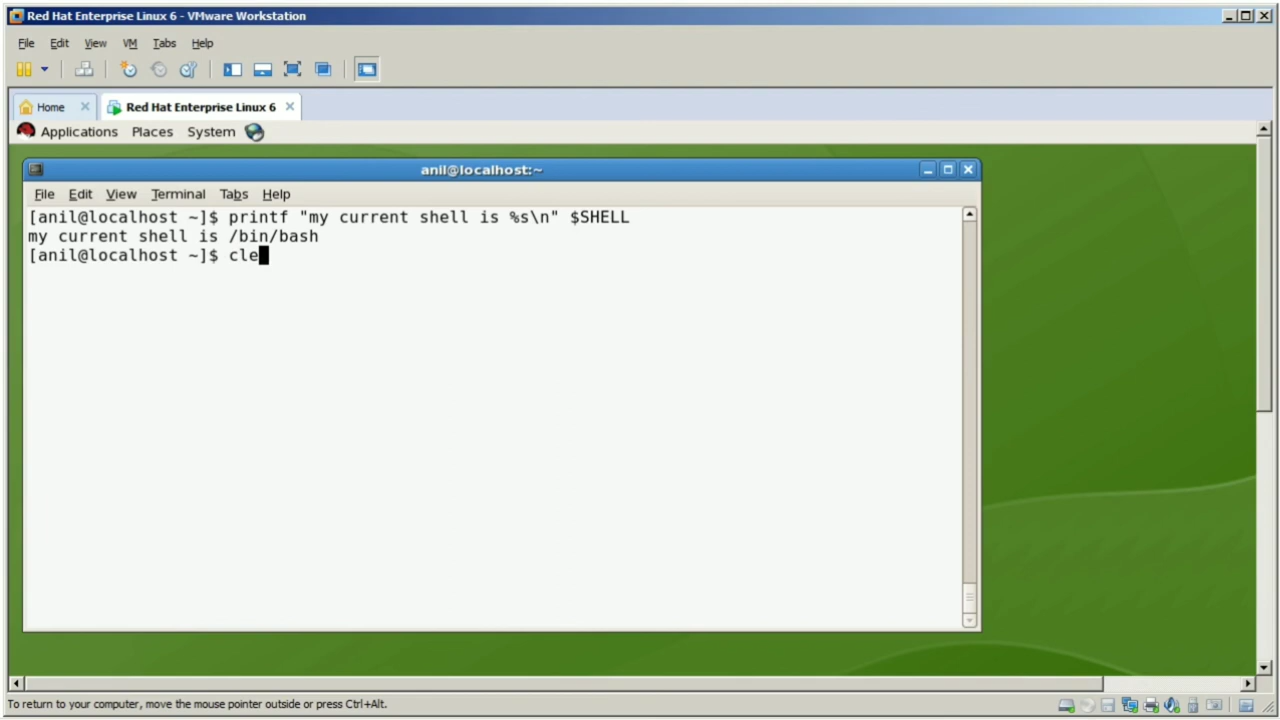 Red Hat Enterprise Linux 6 - VMware Workstation
File Edit View VM Tabs Help
Home Red Hat Enterprise Linux 6
Applications Places System
anil@localhost:~
File Edit View Terminal Tabs Help
[anil@localhost ~]$ printf "my current shell is %s\n" $SHELL
my current shell is /bin/bash
[anil@localhost ~]$ cle
To return to your computer, move the mouse pointer outside or press Ctrl+Alt.